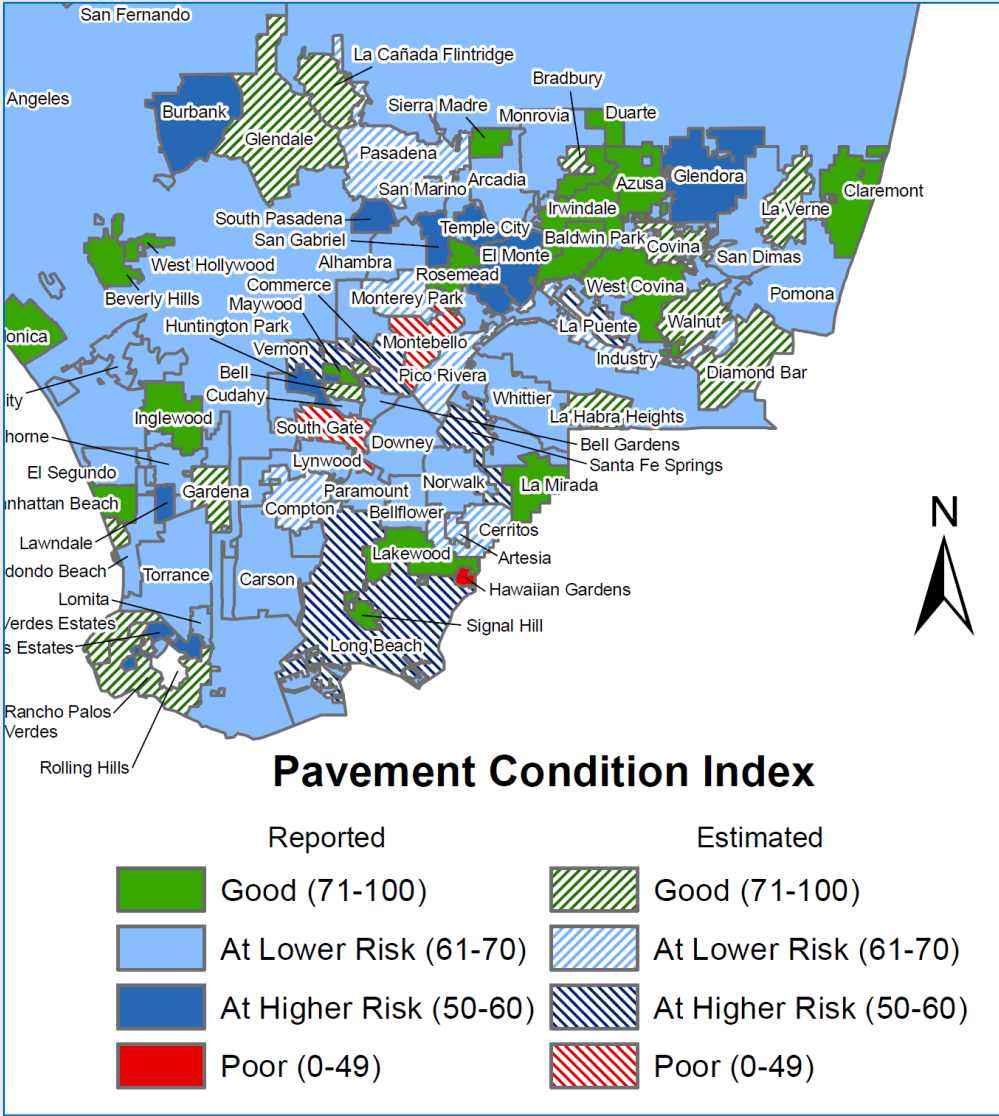 San Fernando
La Cañada Flintridge
Bradbury
Angeles
Burbank
Sierra Madre
Monrovia
Duarte
Glendale
Pasadena
Arcadia
San Marino
Azusa
Glendora
Claremont
La Verne
Irwindale
South Pasadena
Temple City
San Gabriel
El Monte
Baldwin Park
Covina
San Dimas
Alhambra
West Hollywood
Rosemead
Commerce
Beverly Hills
Maywood
Monterey Park
West Covina
Pomona
Huntington Park
La Puente
Walnut
onica
Vernon
Montebello
Industry
Bell
Pico Rivera
Diamond Bar
Cudahy
Whittier
ity
Inglewood
South Gate
La Habra Heights
horne
Downey
Bell Gardens
Lynwood
Santa Fe Springs
El Segundo
Gardena
Paramount
Norwalk
La Mirada
anhattan Beach
Compton
Bellflower
Cerritos
Lawndale
Lakewood
Artesia
dondo Beach
Torrance
Carson
Hawaiian Gardens
Lomita
Verdes Estates
Signal Hill
s Estates
Long Beach
Rancho Palos
Verdes
Rolling Hills
N
Pavement Condition Index
Reported
Estimated
Good (71-100)
Good (71-100)
At Lower Risk (61-70)
At Lower Risk (61-70)
At Higher Risk (50-60)
At Higher Risk (50-60)
Poor (0-49)
Poor (0-49)